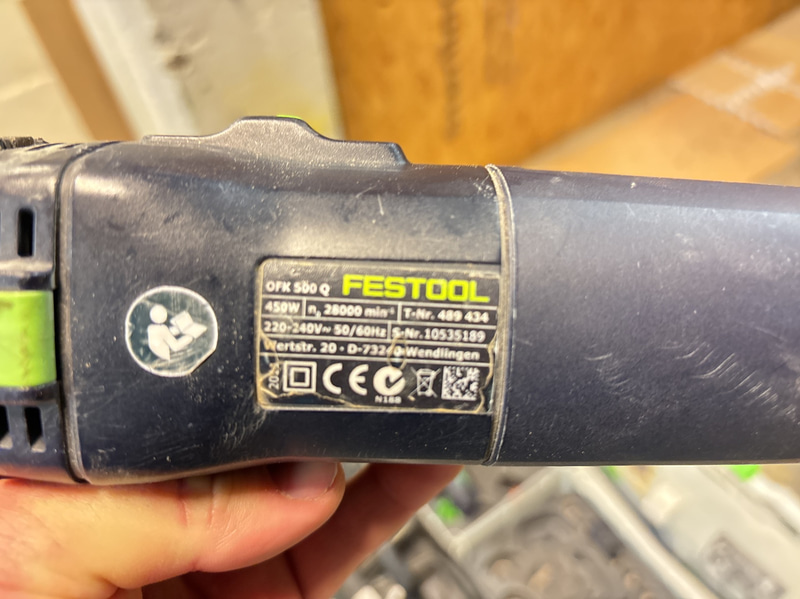 OFK 500 Q FESTOOL
450W n₀ 28000 min⁻¹ T-Nr. 489 434
220-240V~ 50/60Hz S-Nr. 10535189
Wertstr. 20 · D-73240 Wendlingen
CE
N188